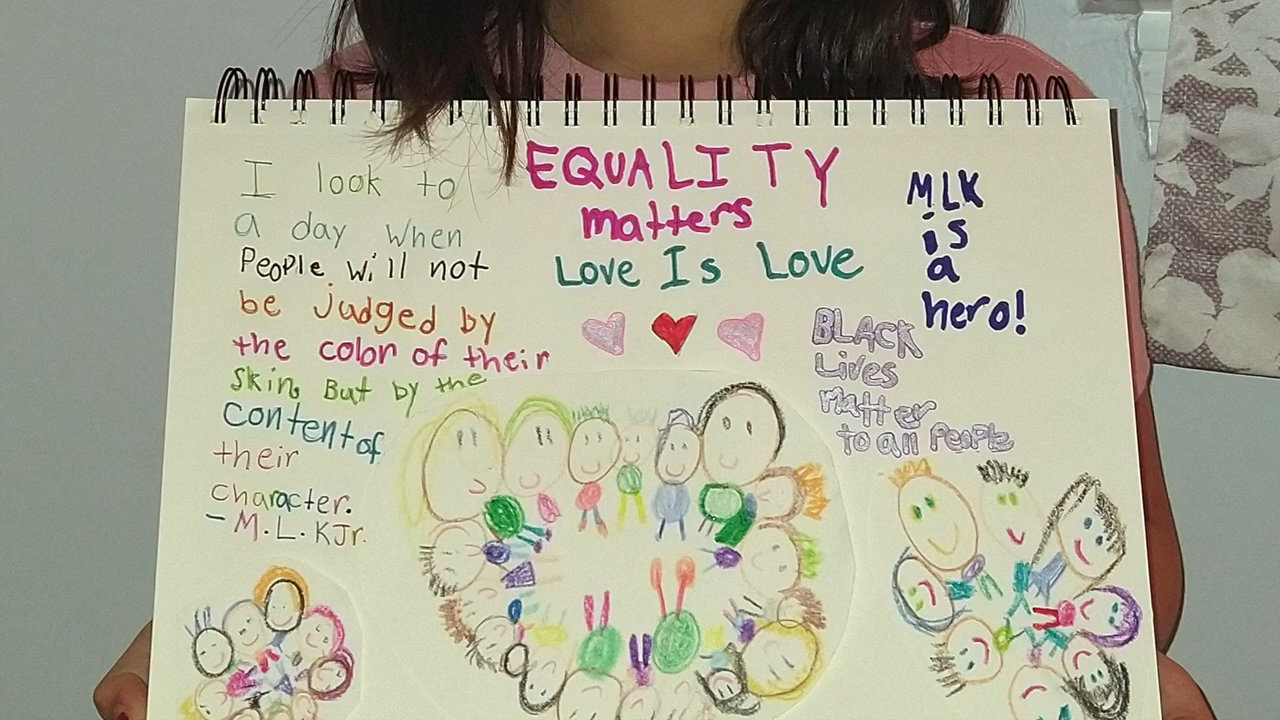 I look to
a day when
People will not
be judged by
the color of their
skin, But by the
content of
their
character.
- M.L.KJr.
EQUALITY
matters
Love Is Love
MLK
is
a
hero!
BLACK
Lives
matter
to all People